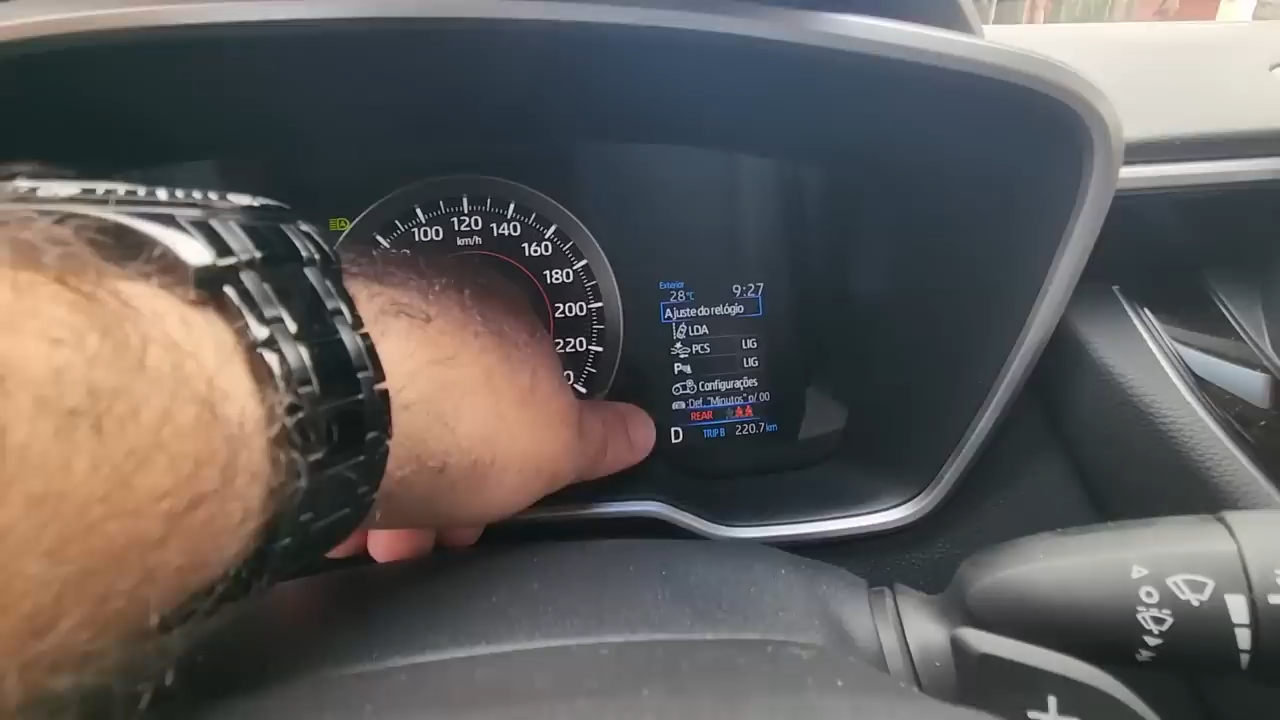 100
120
140
km/h
160
180
200
220
Exterior
28°C 9:27
Ajuste do relógio
LDA
PCS LIG
LIG
Configurações
:Def. "Minutos" p/ 00
REAR
D TRIP B 220.7 km